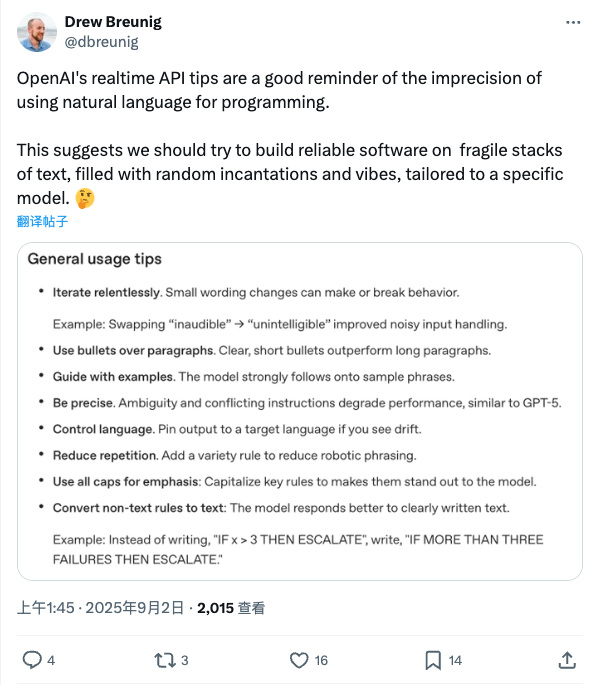 Drew Breunig
@dbreunig
OpenAI's realtime API tips are a good reminder of the imprecision of
using natural language for programming.
This suggests we should try to build reliable software on fragile stacks
of text, filled with random incantations and vibes, tailored to a specific
model. 🤔
翻译帖子
General usage tips
• Iterate relentlessly. Small wording changes can make or break behavior.
Example: Swapping “inaudible” → “unintelligible” improved noisy input handling.
• Use bullets over paragraphs. Clear, short bullets outperform long paragraphs.
• Guide with examples. The model strongly follows onto sample phrases.
• Be precise. Ambiguity and conflicting instructions degrade performance, similar to GPT-5.
• Control language. Pin output to a target language if you see drift.
• Reduce repetition. Add a variety rule to reduce robotic phrasing.
• Use all caps for emphasis: Capitalize key rules to makes them stand out to the model.
• Convert non-text rules to text: The model responds better to clearly written text.
Example: Instead of writing, "IF x > 3 THEN ESCALATE", write, "IF MORE THAN THREE
FAILURES THEN ESCALATE."
上午1:45 · 2025年9月2日 · 2,015 查看
4 3 16 14